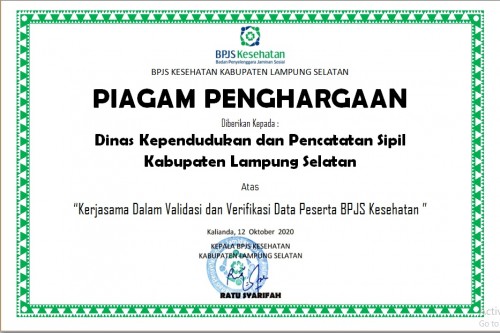 BPJS Kesehatan
Badan Penyelenggara Jaminan Sosial
BPJS KESEHATAN KABUPATEN LAMPUNG SELATAN
PIAGAM PENGHARGAAN
Diberikan Kepada :
Dinas Kependudukan dan Pencatatan Sipil
Kabupaten Lampung Selatan
Atas
“Kerjasama Dalam Validasi dan Verifikasi Data Peserta BPJS Kesehatan ”
Kalianda, 12 Oktober 2020
KEPALA BPJS KESEHATAN
KABUPATEN LAMPUNG SELATAN
RATU SYARIFAH
Go to